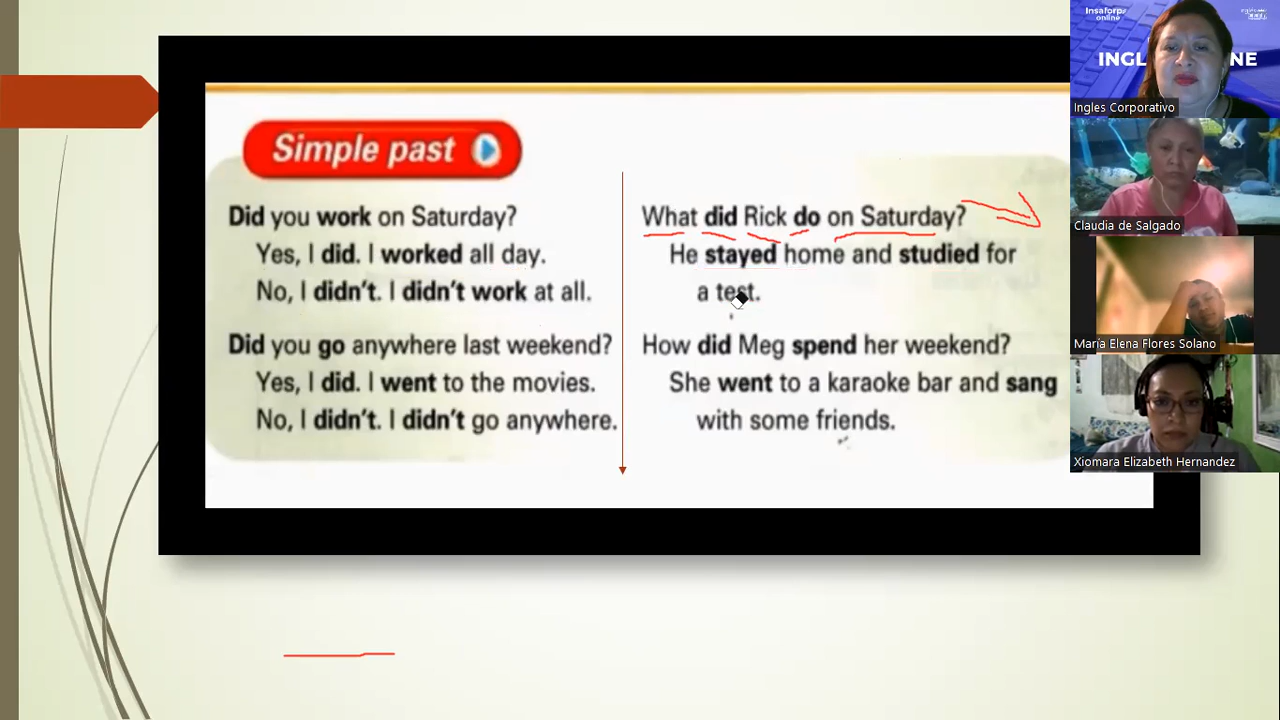 Simple past
Did you work on Saturday?
Yes, I did. I worked all day.
No, I didn't. I didn't work at all.
Did you go anywhere last weekend?
Yes, I did. I went to the movies.
No, I didn't. I didn't go anywhere.
What did Rick do on Saturday?
He stayed home and studied for
a test.
How did Meg spend her weekend?
She went to a karaoke bar and sang
with some friends.
Insaforp
online
INGL NE
Ingles Corporativo
Claudia de Salgado
María Elena Flores Solano
Xiomara Elizabeth Hernandez